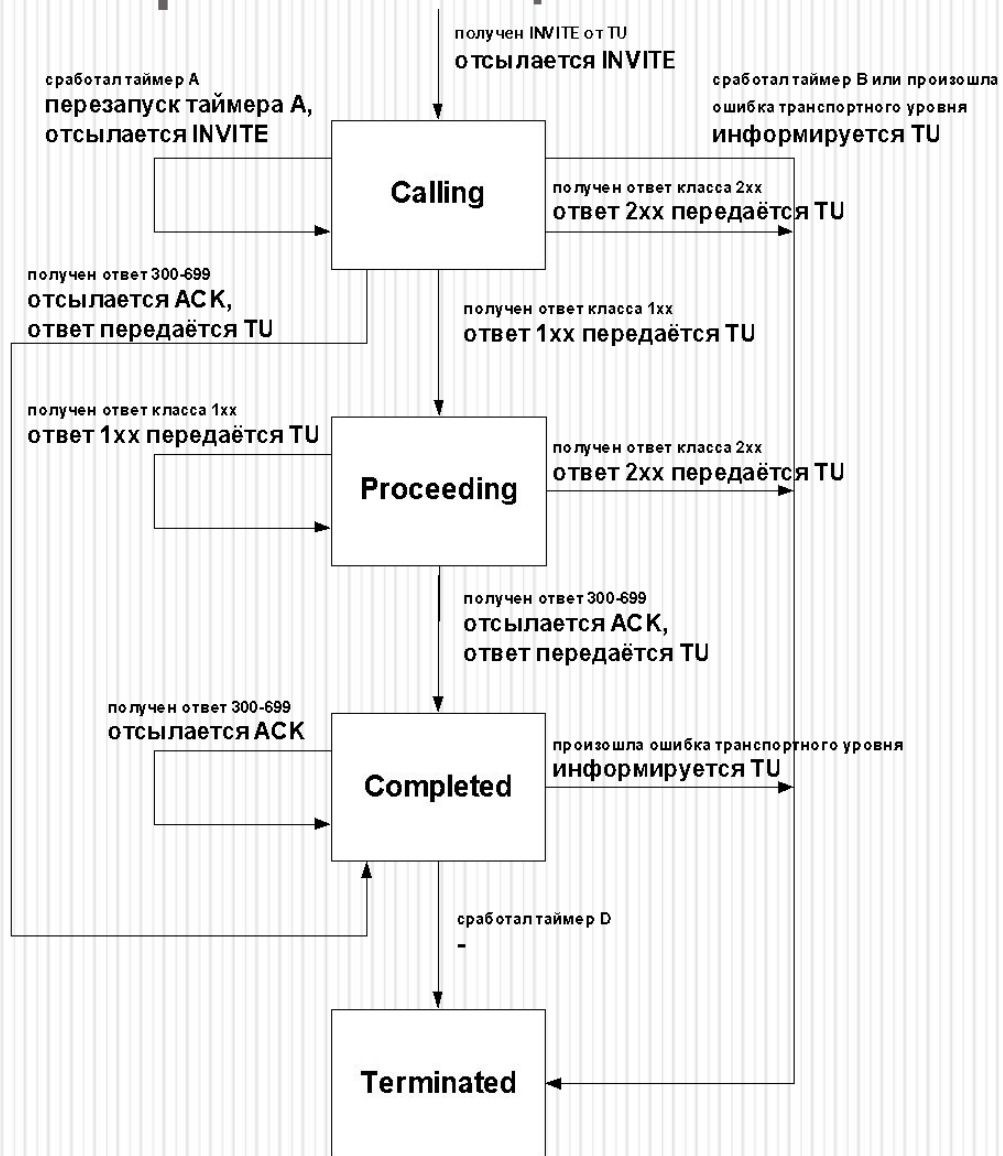 получен INVITE от TU
отсылается INVITE
сработал таймер A
перезапуск таймера A,
отсылается INVITE
сработал таймер B или произошла
ошибка транспортного уровня
информируется TU
Calling
получен ответ класса 2xx
ответ 2xx передаётся TU
получен ответ 300-699
отсылается ACK,
ответ передаётся TU
получен ответ класса 1xx
ответ 1xx передаётся TU
получен ответ класса 1xx
ответ 1xx передаётся TU
Proceeding
получен ответ класса 2xx
ответ 2xx передаётся TU
получен ответ 300-699
отсылается ACK,
ответ передаётся TU
получен ответ 300-699
отсылается ACK
Completed
произошла ошибка транспортного уровня
информируется TU
сработал таймер D
-
Terminated